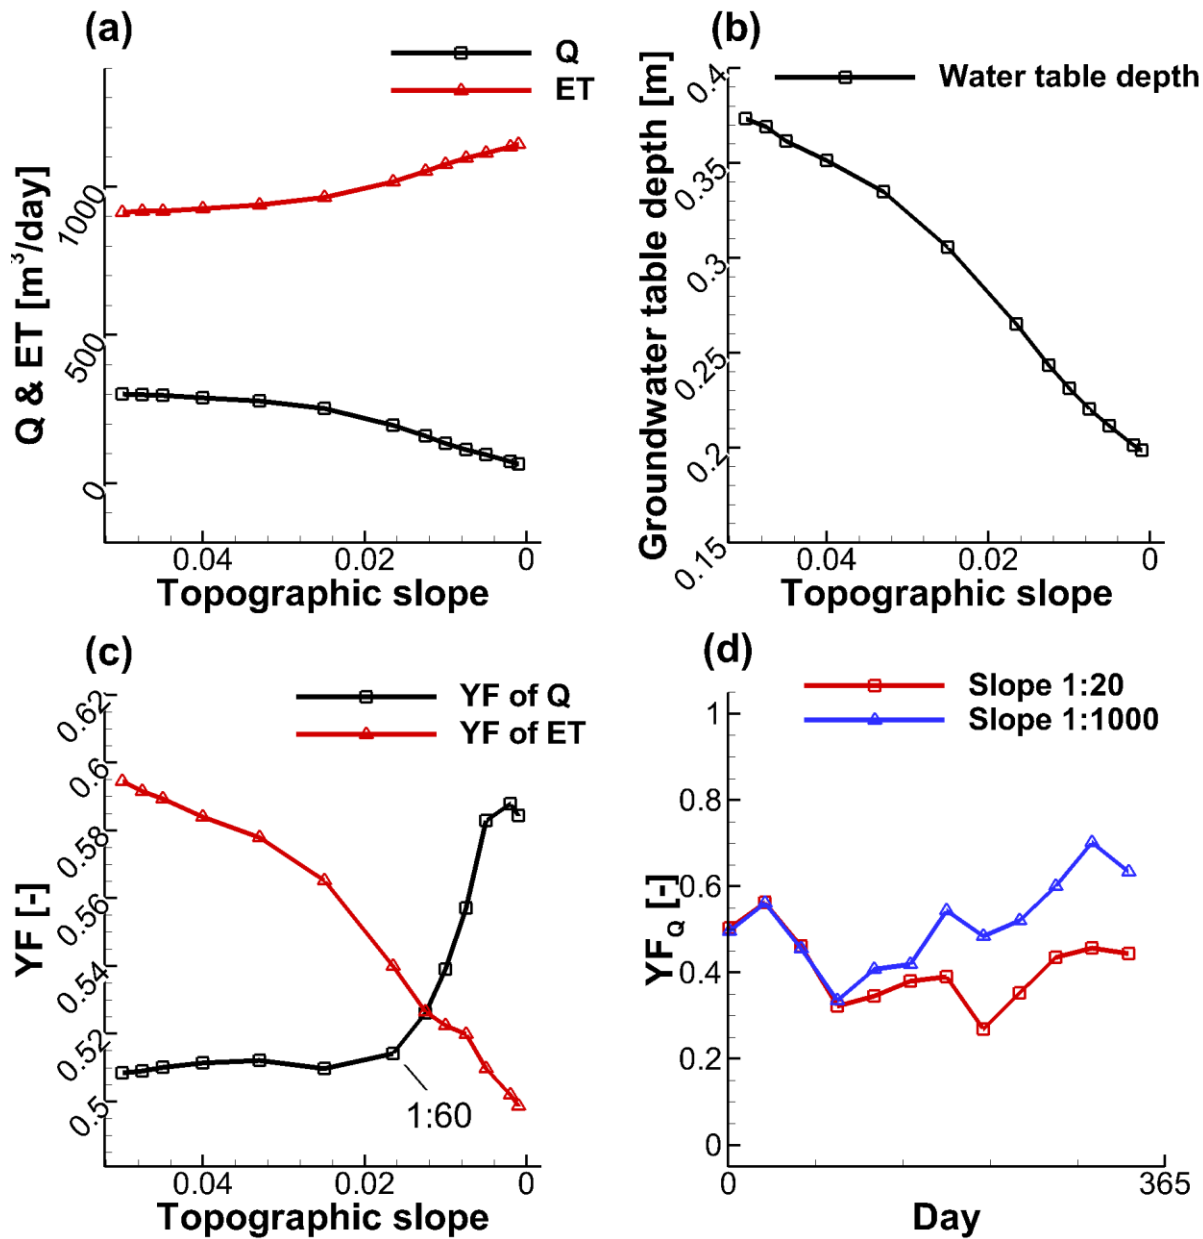 (a)
Q
ET
Q & ET [m³/day]
1000
500
0
0.04
0.02
0
Topographic slope
(b)
Water table depth
Groundwater table depth [m]
0.4
0.35
0.3
0.25
0.2
0.15
0.04
0.02
0
Topographic slope
(c)
YF of Q
YF of ET
YF [-]
0.62
0.6
0.58
0.56
0.54
0.52
0.5
1:60
0.04
0.02
0
Topographic slope
(d)
Slope 1:20
Slope 1:1000
YF_Q [-]
1
0.8
0.6
0.4
0.2
0
0
365
Day